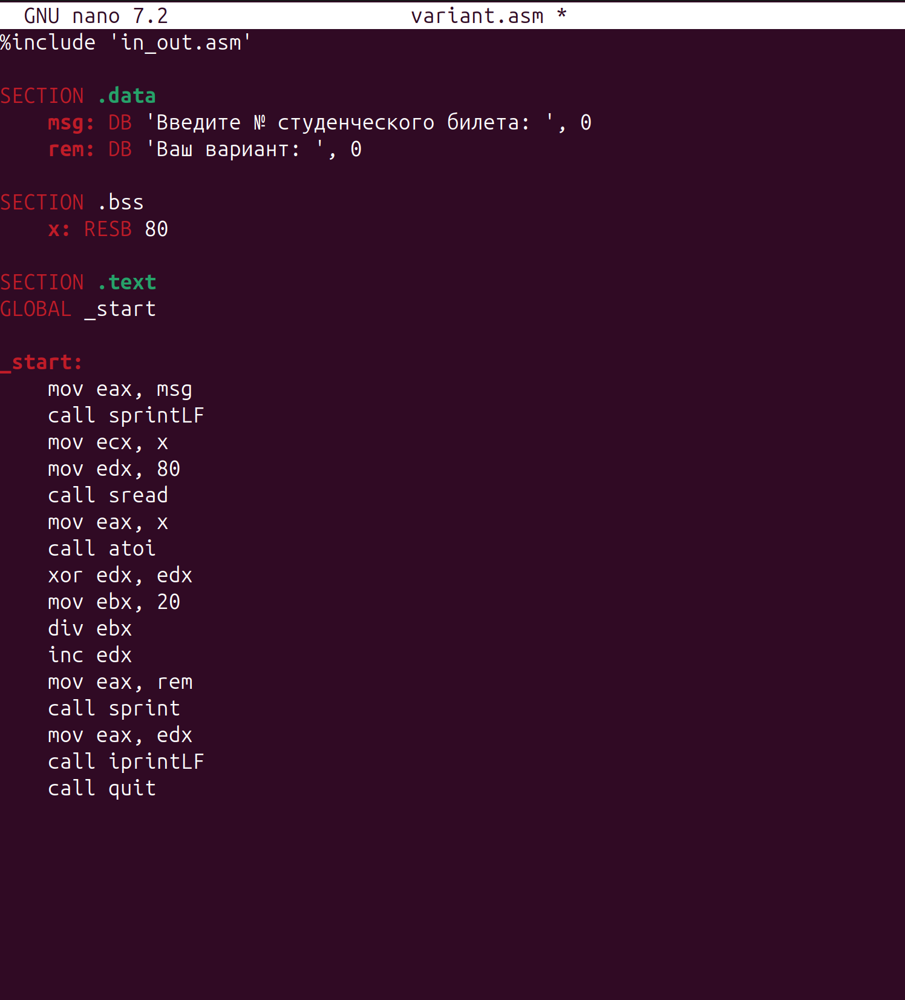 GNU nano 7.2 variant.asm *
%include 'in_out.asm'
SECTION .data
msg: DB 'Введите № студенческого билета: ', 0
rem: DB 'Ваш вариант: ', 0
SECTION .bss
x: RESB 80
SECTION .text
GLOBAL _start
_start:
mov eax, msg
call sprintLF
mov ecx, x
mov edx, 80
call sread
mov eax, x
call atoi
xor edx, edx
mov ebx, 20
div ebx
inc edx
mov eax, rem
call sprint
mov eax, edx
call iprintLF
call quit